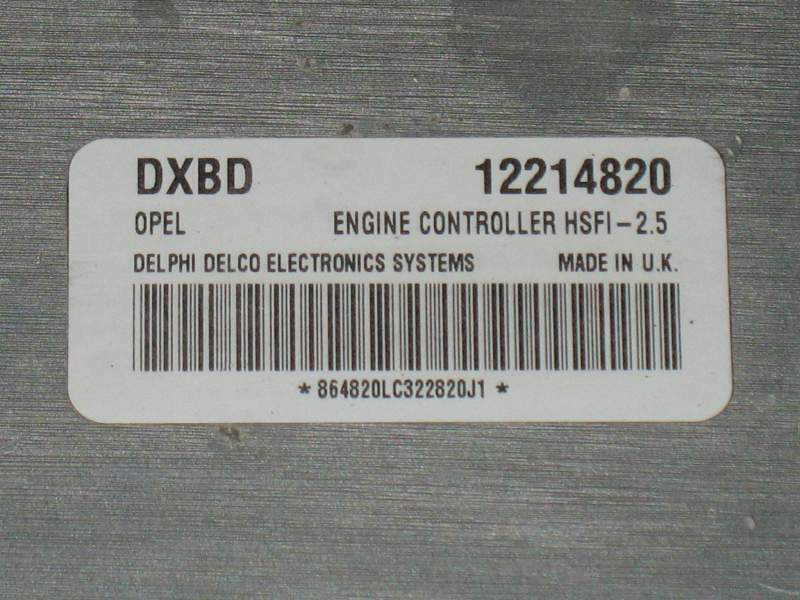 DXBD 12214820
OPEL ENGINE CONTROLLER HSFI-2.5
DELPHI DELCO ELECTRONICS SYSTEMS MADE IN U.K.
*864820LC322820J1*